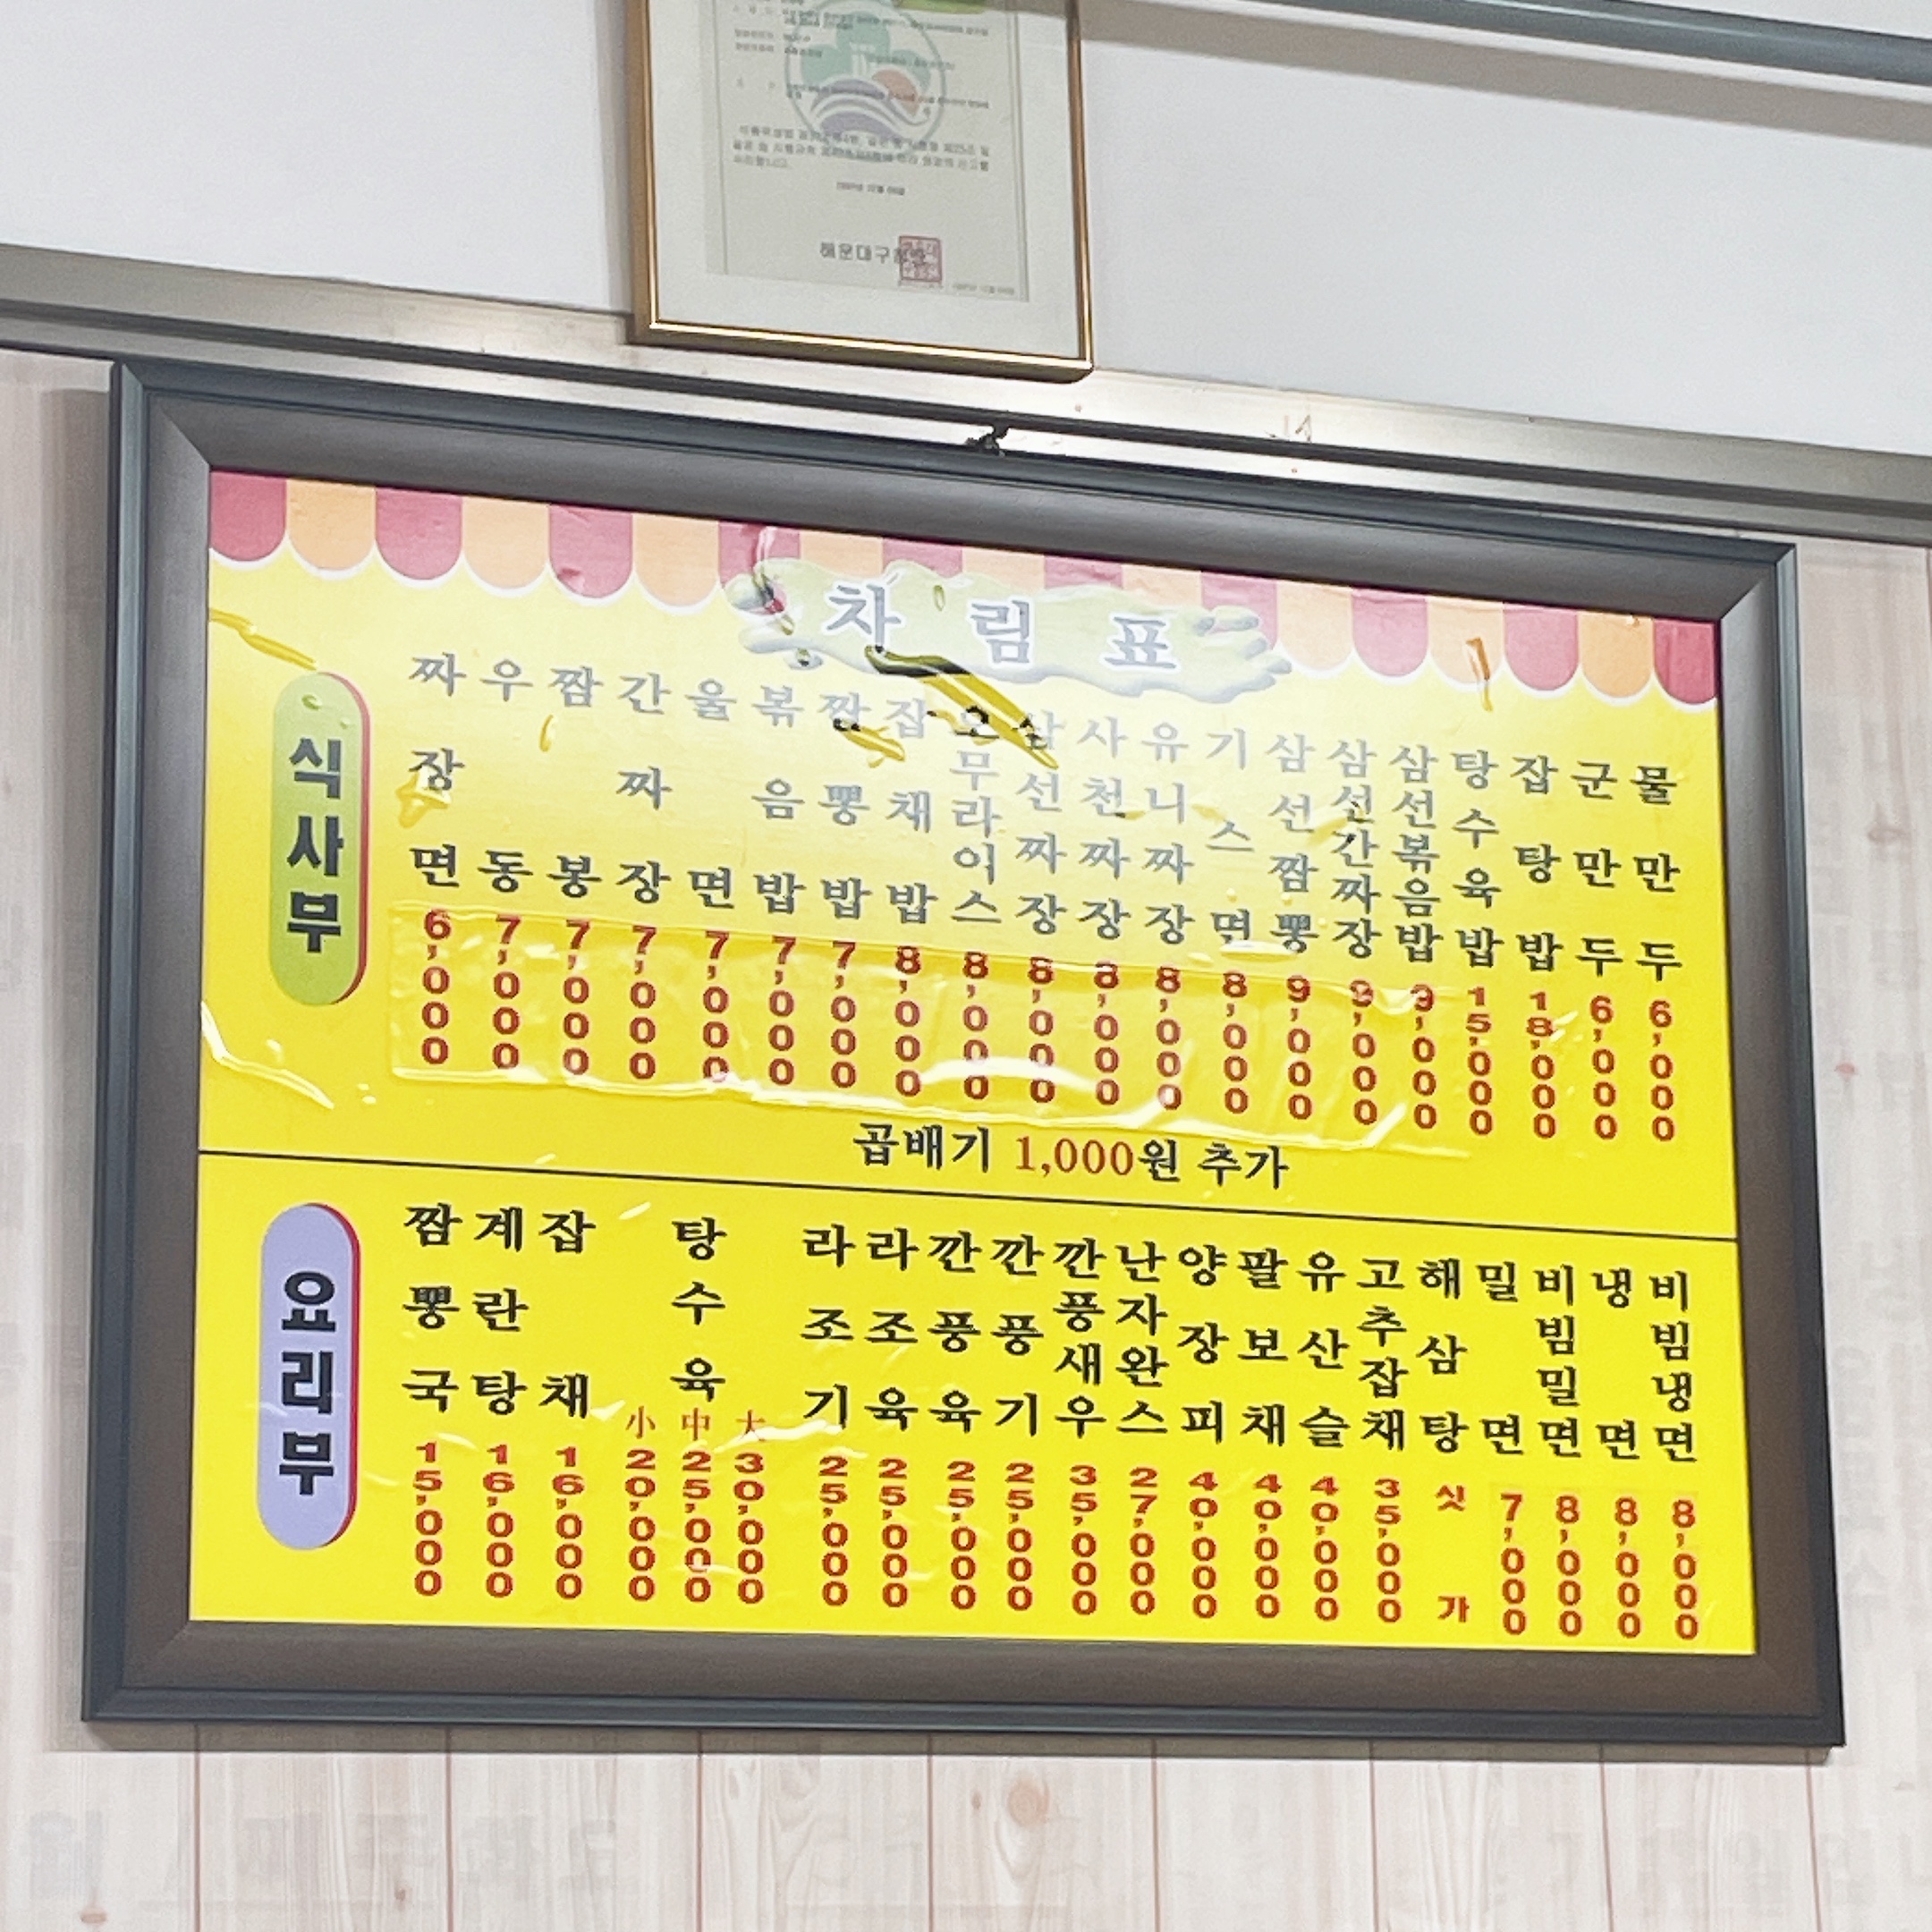 해운대구청장
차림표
식사부
짜장면 6,000
우동 7,000
짬봉 7,000
간짜장 7,000
울면 7,000
볶음밥 7,000
짬뽕밥 7,000
잡채밥 8,000
오무라이스 8,000
삼선짜장 8,000
사천짜장 8,000
유니짜장 8,000
기스면 8,000
삼선짬뽕 9,000
삼선간짜장 9,000
삼선볶음밥 9,000
탕수육밥 15,000
잡탕밥 18,000
군만두 6,000
물만두 6,000
곱배기 1,000원 추가
요리부
짬뽕국 15,000
계란탕 16,000
잡채 16,000
탕수육 小 20,000 中 25,000 大 30,000
라조기 25,000
라조육 25,000
깐풍육 25,000
깐풍기 25,000
깐풍새우 35,000
난자완스 27,000
양장피 40,000
팔보채 40,000
유산슬 40,000
고추잡채 35,000
해삼탕 싯가
밀면 7,000
비빔밀면 8,000
냉면 8,000
비빔냉면 8,000